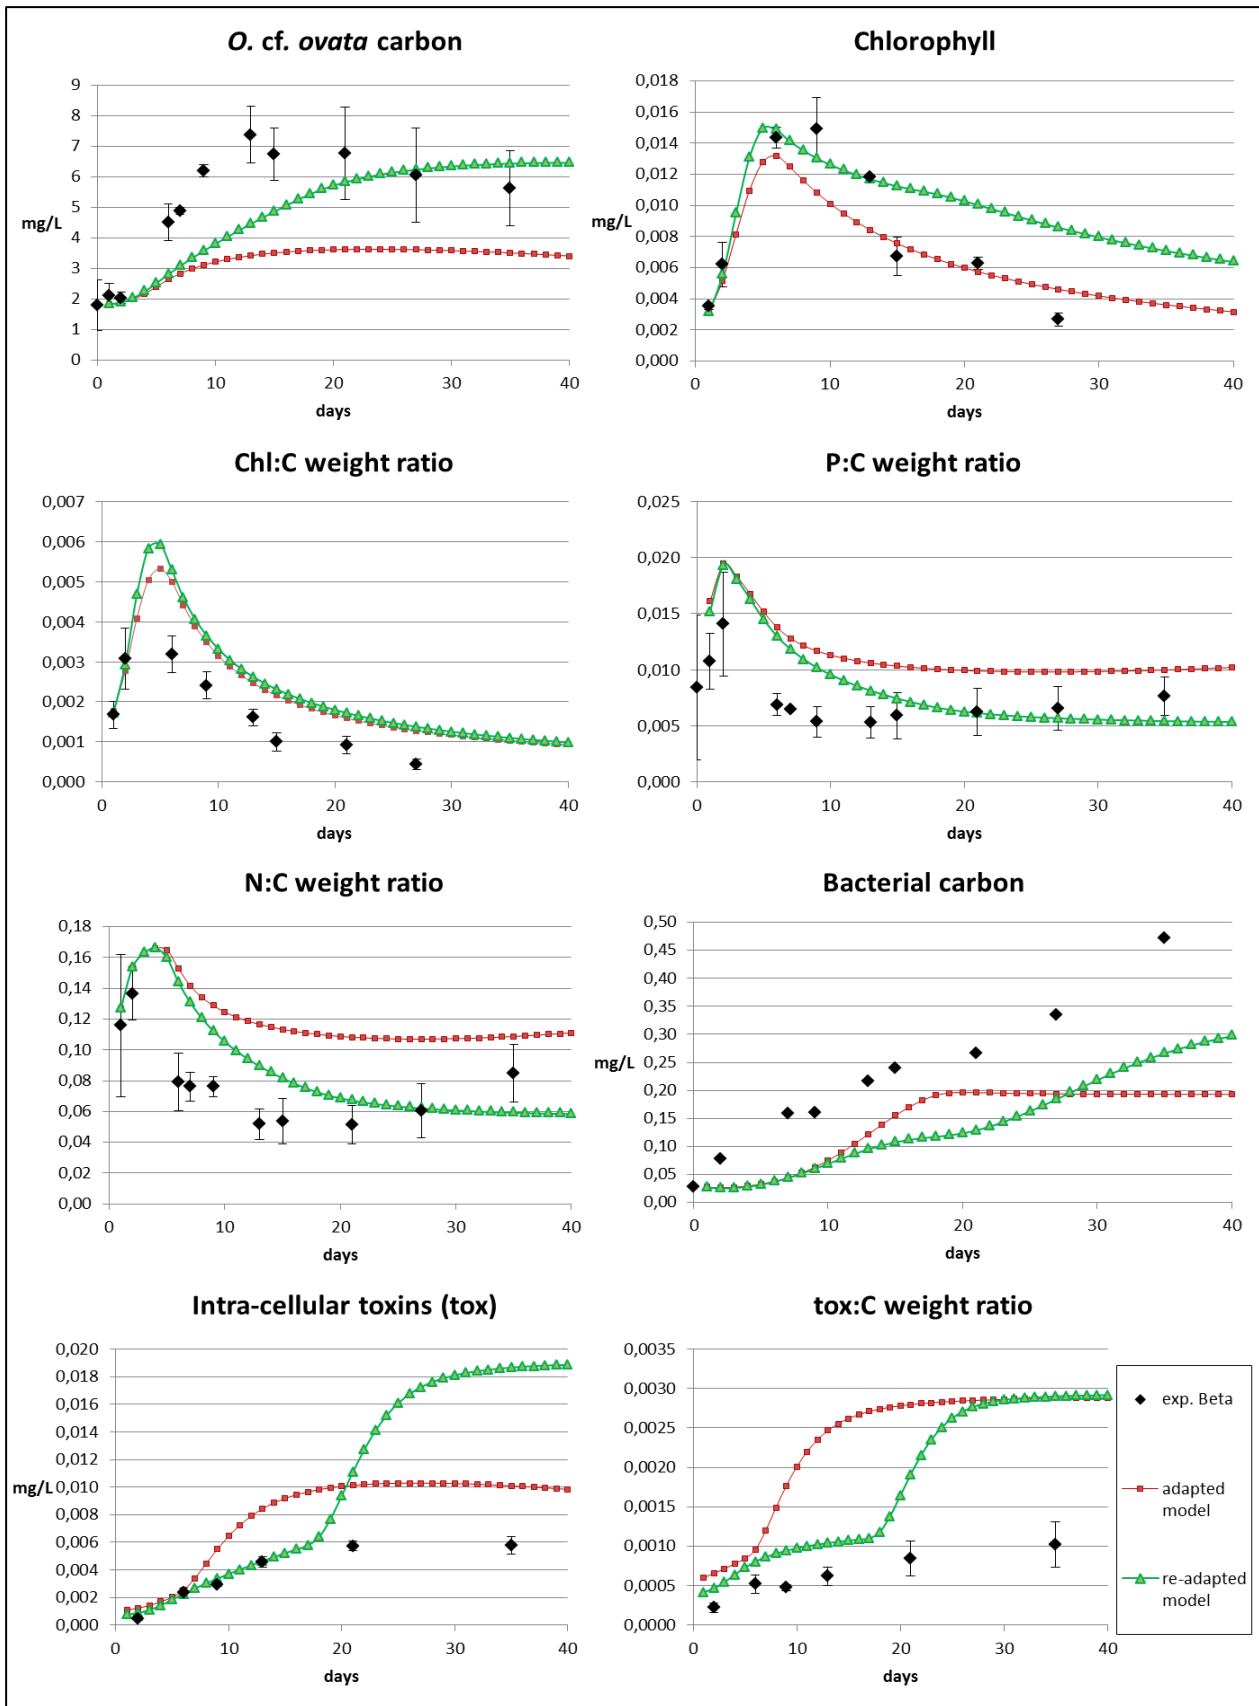 O. cf. ovata carbon
9
8
7
6
5
4
3
2
1
0
mg/L
0 10 20 30 40
days
Chlorophyll
0,018
0,016
0,014
0,012
0,010
0,008
0,006
0,004
0,002
0,000
mg/L
0 10 20 30 40
days
Chl:C weight ratio
0,007
0,006
0,005
0,004
0,003
0,002
0,001
0,000
0 10 20 30 40
days
P:C weight ratio
0,025
0,020
0,015
0,010
0,005
0,000
0 10 20 30 40
days
N:C weight ratio
0,18
0,16
0,14
0,12
0,10
0,08
0,06
0,04
0,02
0,00
0 10 20 30 40
days
Bacterial carbon
0,50
0,45
0,40
0,35
0,30
0,25
0,20
0,15
0,10
0,05
0,00
mg/L
0 10 20 30 40
days
Intra-cellular toxins (tox)
0,020
0,018
0,016
0,014
0,012
0,010
0,008
0,006
0,004
0,002
0,000
mg/L
0 10 20 30 40
days
tox:C weight ratio
0,0035
0,0030
0,0025
0,0020
0,0015
0,0010
0,0005
0,0000
0 10 20 30 40
days
exp. Beta
adapted
model
re-adapted
model